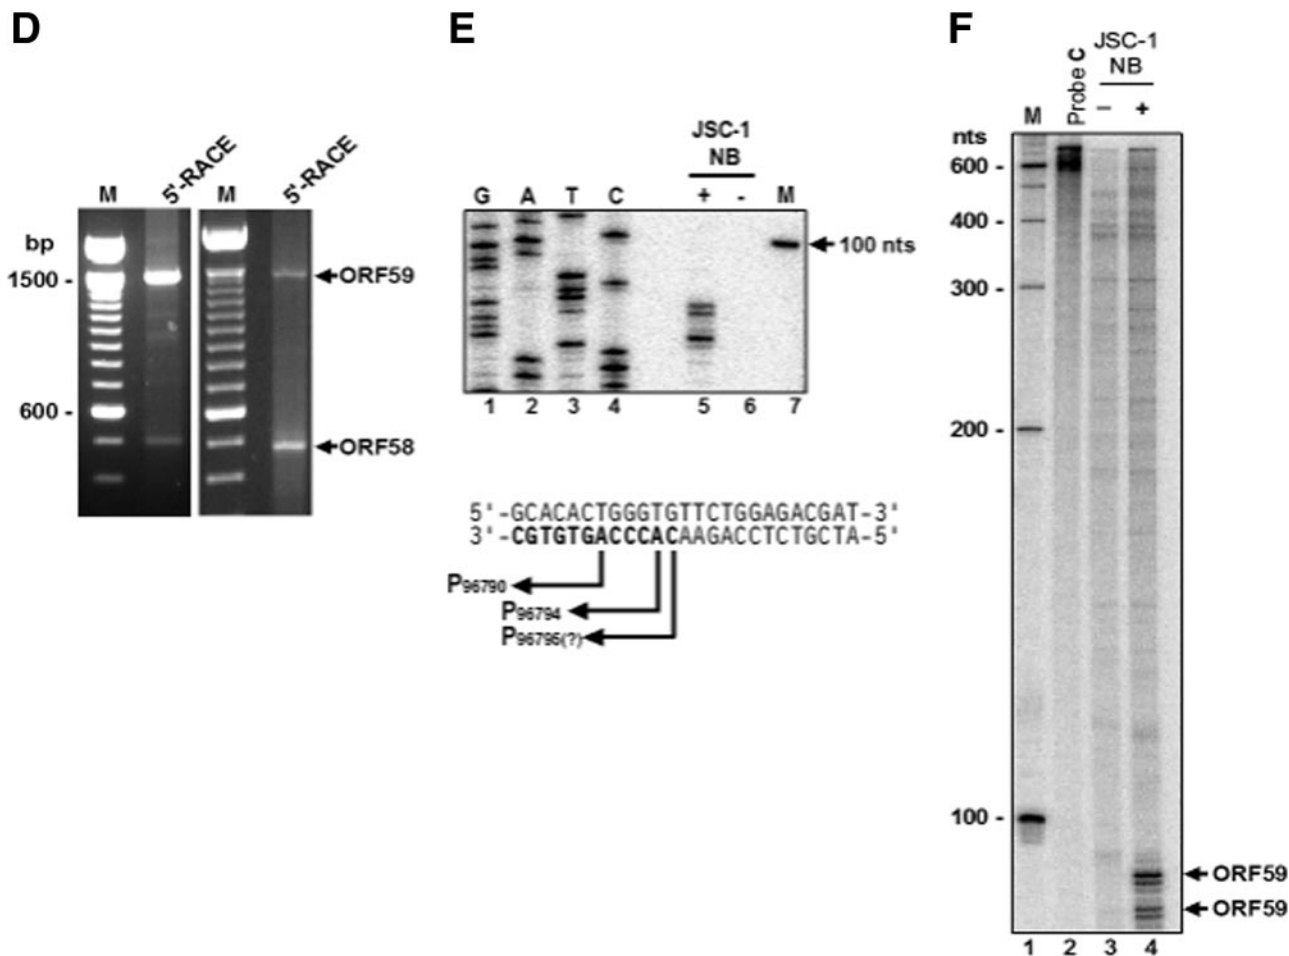 D
M 5'-RACE M 5'-RACE
bp
1500 -
600 -
ORF59
ORF58
E
JSC-1
NB
G A T C + - M
100 nts
1 2 3 4 5 6 7
5'-GCACACTGGGTGTTCTGGAGACGAT-3'
3'-CGTGTGACCCACAAGACCTCTGCTA-5'
P96790
P96794
P96795(?)
F
JSC-1
NB
M Probe C − +
nts
600 -
400 -
300 -
200 -
100 -
ORF59
ORF59
1 2 3 4